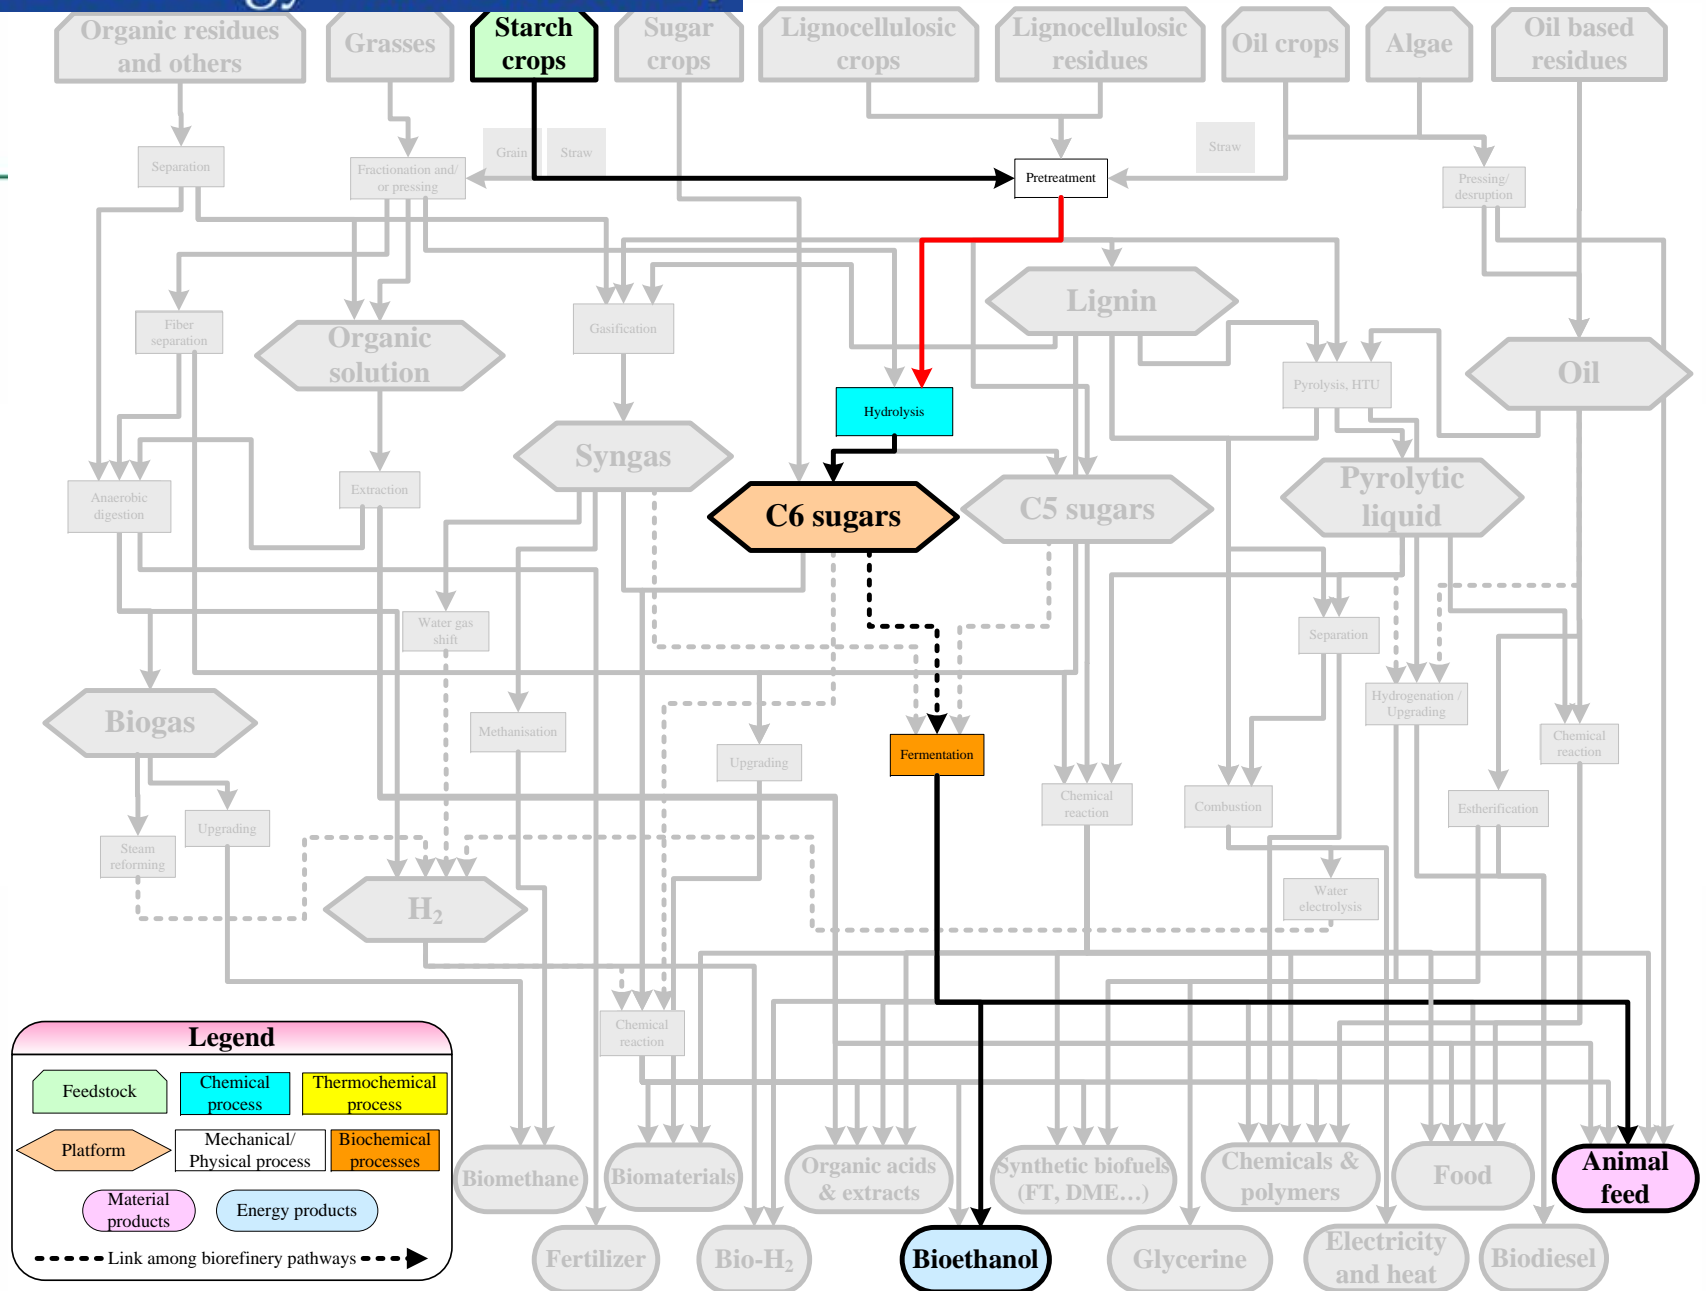 Organic residues
and others
Grasses
Starch
crops
Sugar
crops
Lignocellulosic
crops
Lignocellulosic
residues
Oil crops
Algae
Oil based
residues
Separation
Fractionation and/
or pressing
Grain
Straw
Pretreatment
Straw
Pressing/
desruption
Fiber
separation
Organic
solution
Gasification
Lignin
Pyrolysis, HTU
Oil
Hydrolysis
Syngas
Anaerobic
digestion
Extraction
C6 sugars
C5 sugars
Pyrolytic
liquid
Water gas
shift
Separation
Biogas
Methanisation
Upgrading
Fermentation
Hydrogenation /
Upgrading
Chemical
reaction
Steam
reforming
Upgrading
Chemical
reaction
Combustion
Estherification
H2
Water
electrolysis
Chemical
reaction
Legend
Feedstock
Chemical
process
Thermochemical
process
Platform
Mechanical/
Physical process
Biochemical
processes
Material
products
Energy products
Link among biorefinery pathways
Biomethane
Biomaterials
Organic acids
& extracts
Synthetic biofuels
(FT, DME…)
Chemicals &
polymers
Food
Animal
feed
Fertilizer
Bio-H2
Bioethanol
Glycerine
Electricity
and heat
Biodiesel